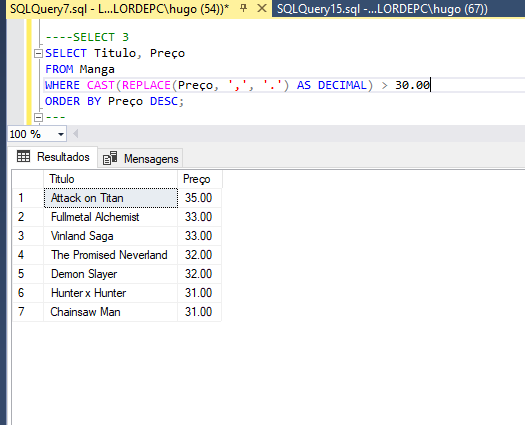 SQLQuery7.sql - L...LORDEPC\hugo (54))* SQLQuery15.sql -...LORDEPC\hugo (67))
----SELECT 3
SELECT Titulo, Preço
FROM Manga
WHERE CAST(REPLACE(Preço, ',', '.') AS DECIMAL) > 30.00
ORDER BY Preço DESC;
---
100 %
Resultados Mensagens
Titulo Preço
1 Attack on Titan 35.00
2 Fullmetal Alchemist 33.00
3 Vinland Saga 33.00
4 The Promised Neverland 32.00
5 Demon Slayer 32.00
6 Hunter x Hunter 31.00
7 Chainsaw Man 31.00